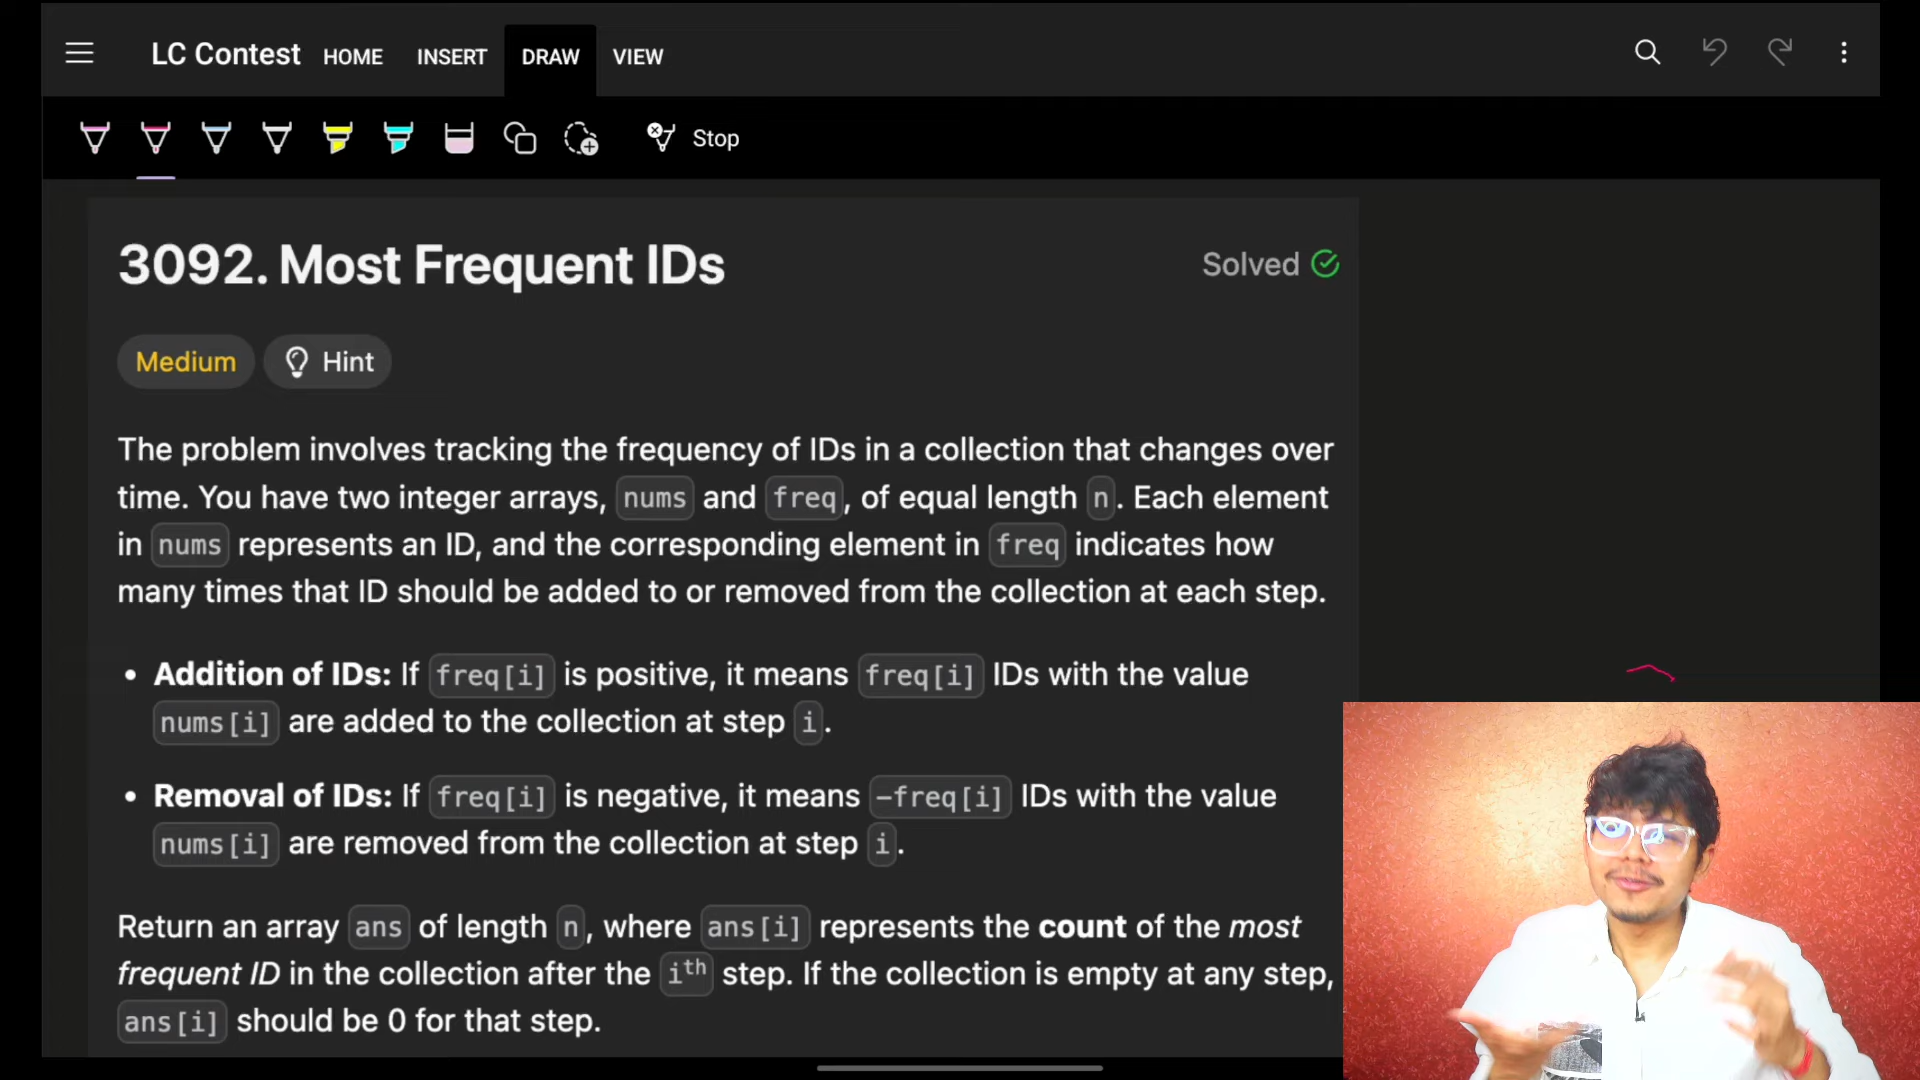 LC Contest HOME INSERT DRAW VIEW
Stop
3092. Most Frequent IDs
Solved
Medium Hint
The problem involves tracking the frequency of IDs in a collection that changes over
time. You have two integer arrays, nums and freq, of equal length n. Each element
in nums represents an ID, and the corresponding element in freq indicates how
many times that ID should be added to or removed from the collection at each step.
• Addition of IDs: If freq[i] is positive, it means freq[i] IDs with the value
nums[i] are added to the collection at step i.
• Removal of IDs: If freq[i] is negative, it means -freq[i] IDs with the value
nums[i] are removed from the collection at step i.
Return an array ans of length n, where ans[i] represents the count of the most
frequent ID in the collection after the iᵗʰ step. If the collection is empty at any step,
ans[i] should be 0 for that step.